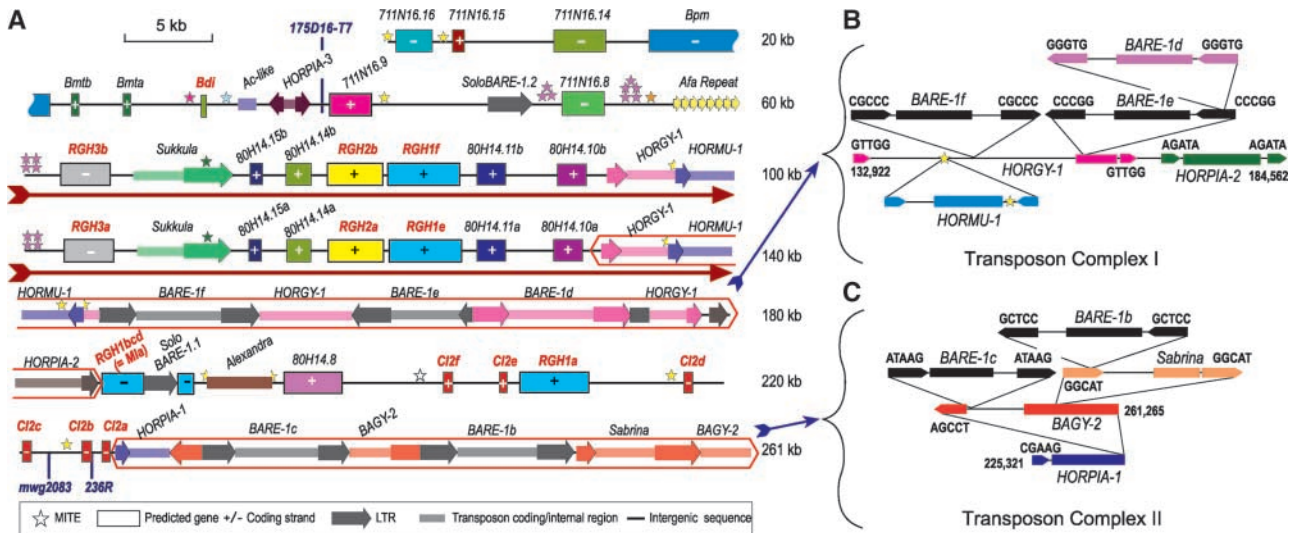 A
5 kb
175D16-T7
711N16.16
711N16.15
711N16.14
Bpm
20 kb
Bmtb
Bmta
Bdi
Ac-like
HORPIA-3
711N16.9
SoloBARE-1.2
711N16.8
Afa Repeat
60 kb
RGH3b
Sukkula
80H14.15b
80H14.14b
RGH2b
RGH1f
80H14.11b
80H14.10b
HORGY-1
HORMU-1
100 kb
RGH3a
Sukkula
80H14.15a
80H14.14a
RGH2a
RGH1e
80H14.11a
80H14.10a
HORGY-1
HORMU-1
140 kb
HORMU-1
BARE-1f
HORGY-1
BARE-1e
BARE-1d
HORGY-1
180 kb
HORPIA-2
RGH1bcd
(= Mla)
Solo
BARE-1.1
Alexandra
80H14.8
CI2f
CI2e
RGH1a
CI2d
220 kb
CI2c
CI2b
CI2a
HORPIA-1
BARE-1c
BAGY-2
BARE-1b
Sabrina
BAGY-2
261 kb
mwg2083
236R
MITE
Predicted gene +/- Coding strand
LTR
Transposon coding/internal region
Intergenic sequence
B
GGGTG BARE-1d GGGTG
CGCCC BARE-1f CGCCC
CCCGG BARE-1e CCCGG
GTTGG
132,922
HORGY-1
GTTGG
AGATA AGATA
HORPIA-2
184,562
HORMU-1
Transposon Complex I
C
GCTCC BARE-1b GCTCC
ATAAG BARE-1c ATAAG
GGCAT
Sabrina GGCAT
AGCCT
BAGY-2
261,265
CGAAG
225,321
HORPIA-1
Transposon Complex II